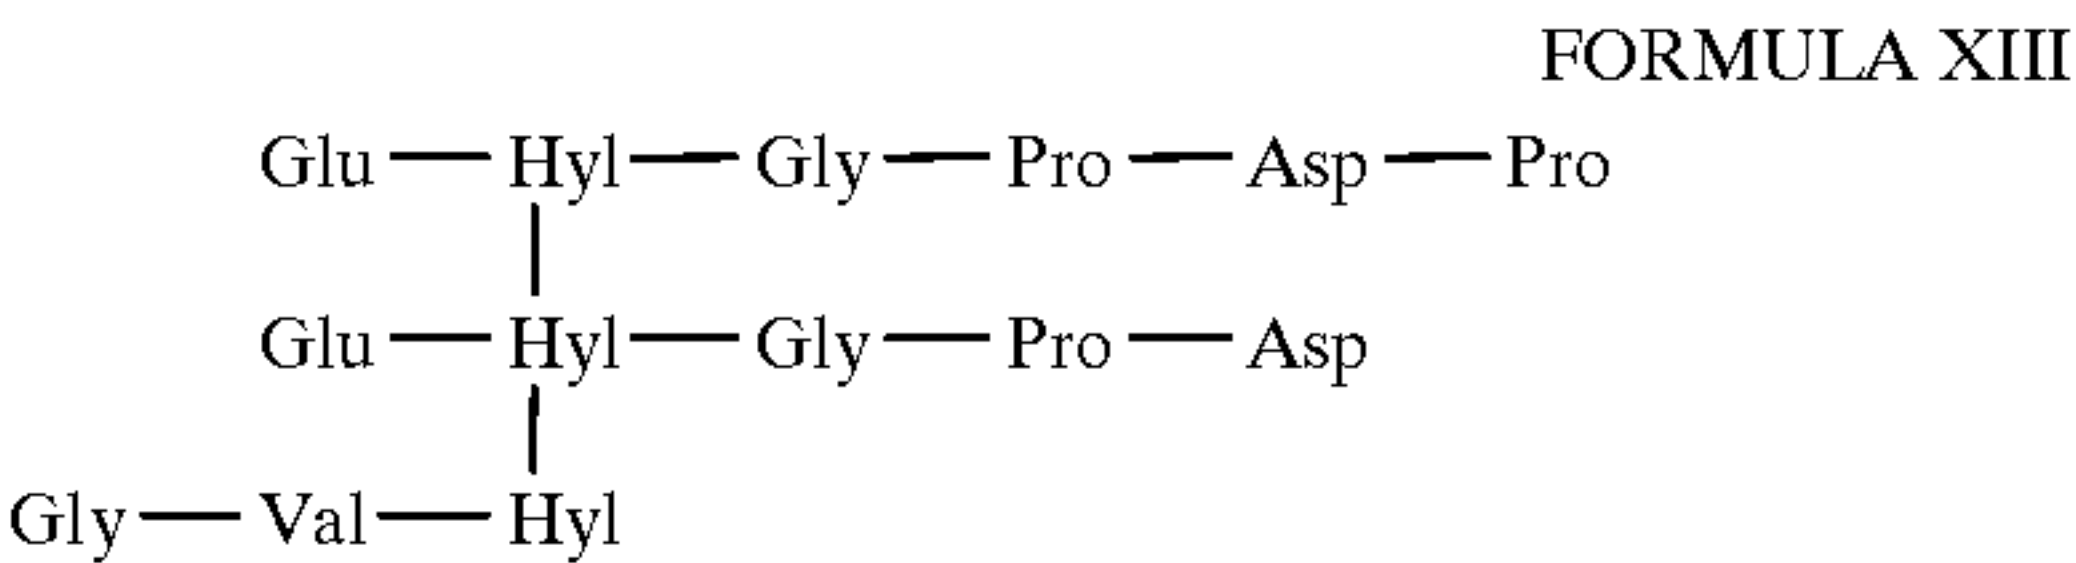 FORMULA XIII
Glu — Hyl — Gly — Pro — Asp — Pro
Glu — Hyl — Gly — Pro — Asp
Gly — Val — Hyl